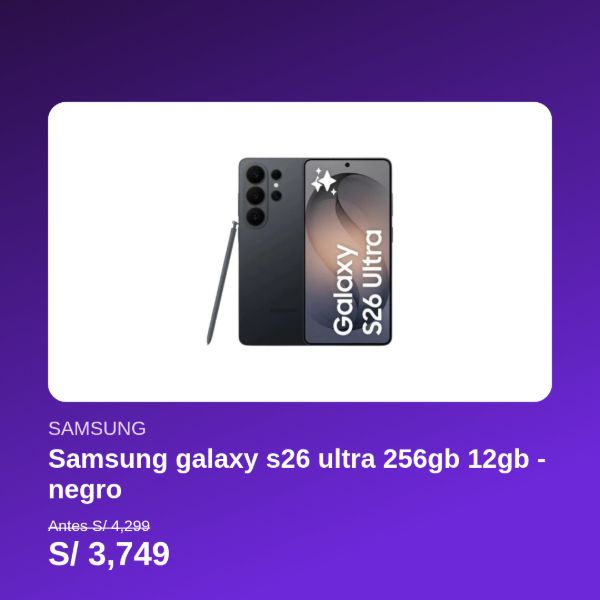 Galaxy
S26 Ultra
SAMSUNG
Samsung galaxy s26 ultra 256gb 12gb -
negro
Antes S/ 4,299
S/ 3,749